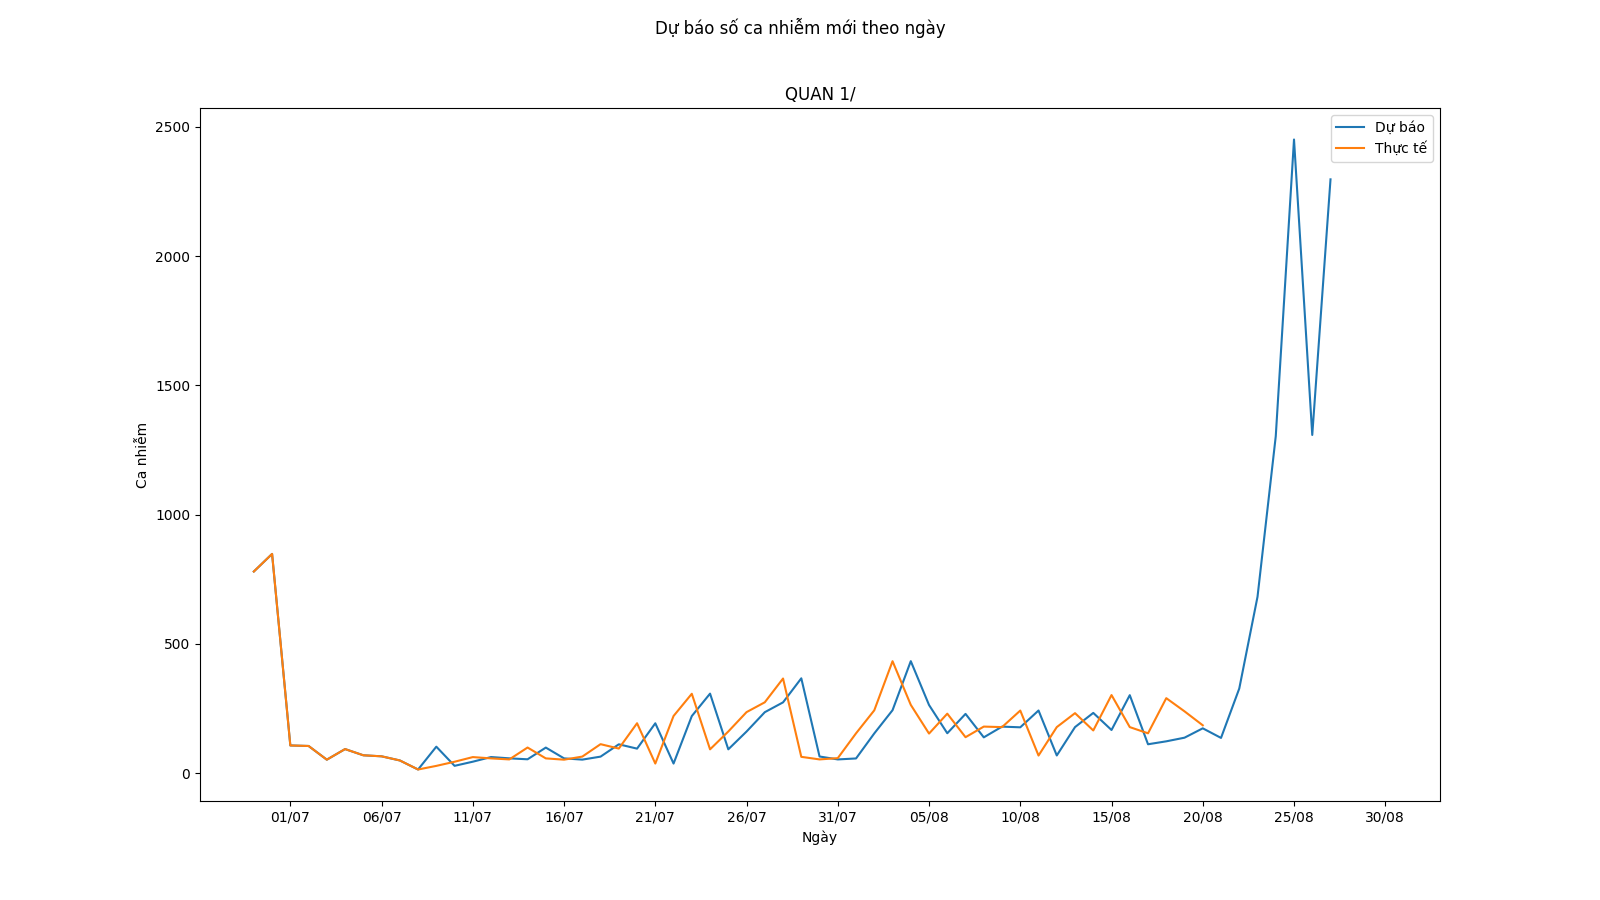 Dự báo số ca nhiễm mới theo ngày
QUAN 1/
Dự báo
Thực tế
2500
2000
1500
1000
500
0
Ca nhiễm
01/07 06/07 11/07 16/07 21/07 26/07 31/07 05/08 10/08 15/08 20/08 25/08 30/08
Ngày